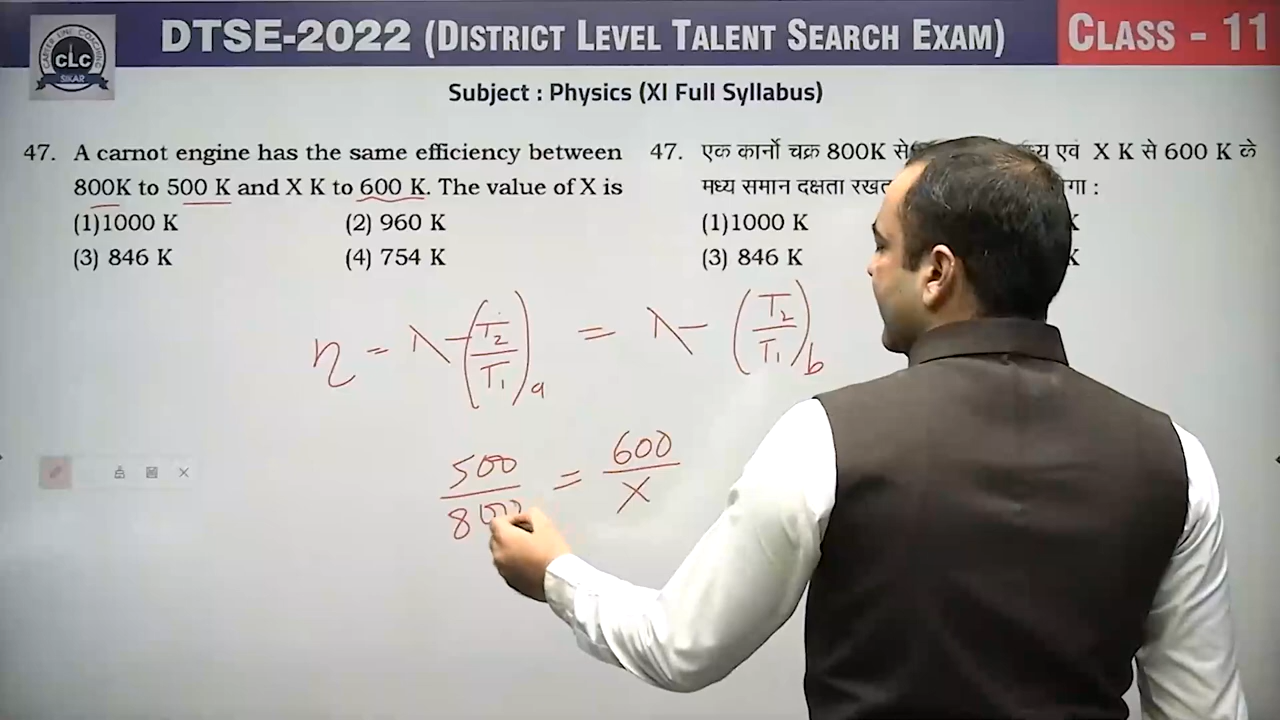 DTSE-2022 (DISTRICT LEVEL TALENT SEARCH EXAM)
CLASS - 11
CLC
SIKAR
Subject : Physics (XI Full Syllabus)
47. A carnot engine has the same efficiency between
800K to 500 K and X K to 600 K. The value of X is
(1)1000 K (2) 960 K
(3) 846 K (4) 754 K
47. एक कार्नो चक्र 800K से एवं X K से 600 K के
मध्य समान दक्षता
(1)1000 K K
(3) 846 K K
η = 1 - (T₂/T₁)a = 1 - (T₂/T₁)b
500/800 = 600/X